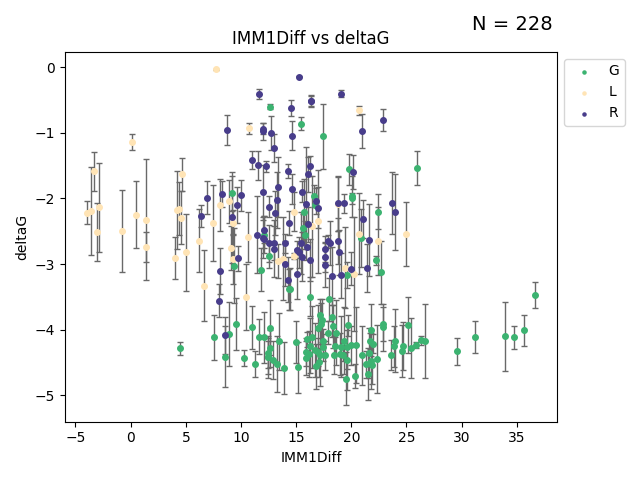 N = 228
IMM1Diff vs deltaG
G
L
R
deltaG
0
−1
−2
−3
−4
−5
−5 0 5 10 15 20 25 30 35
IMM1Diff